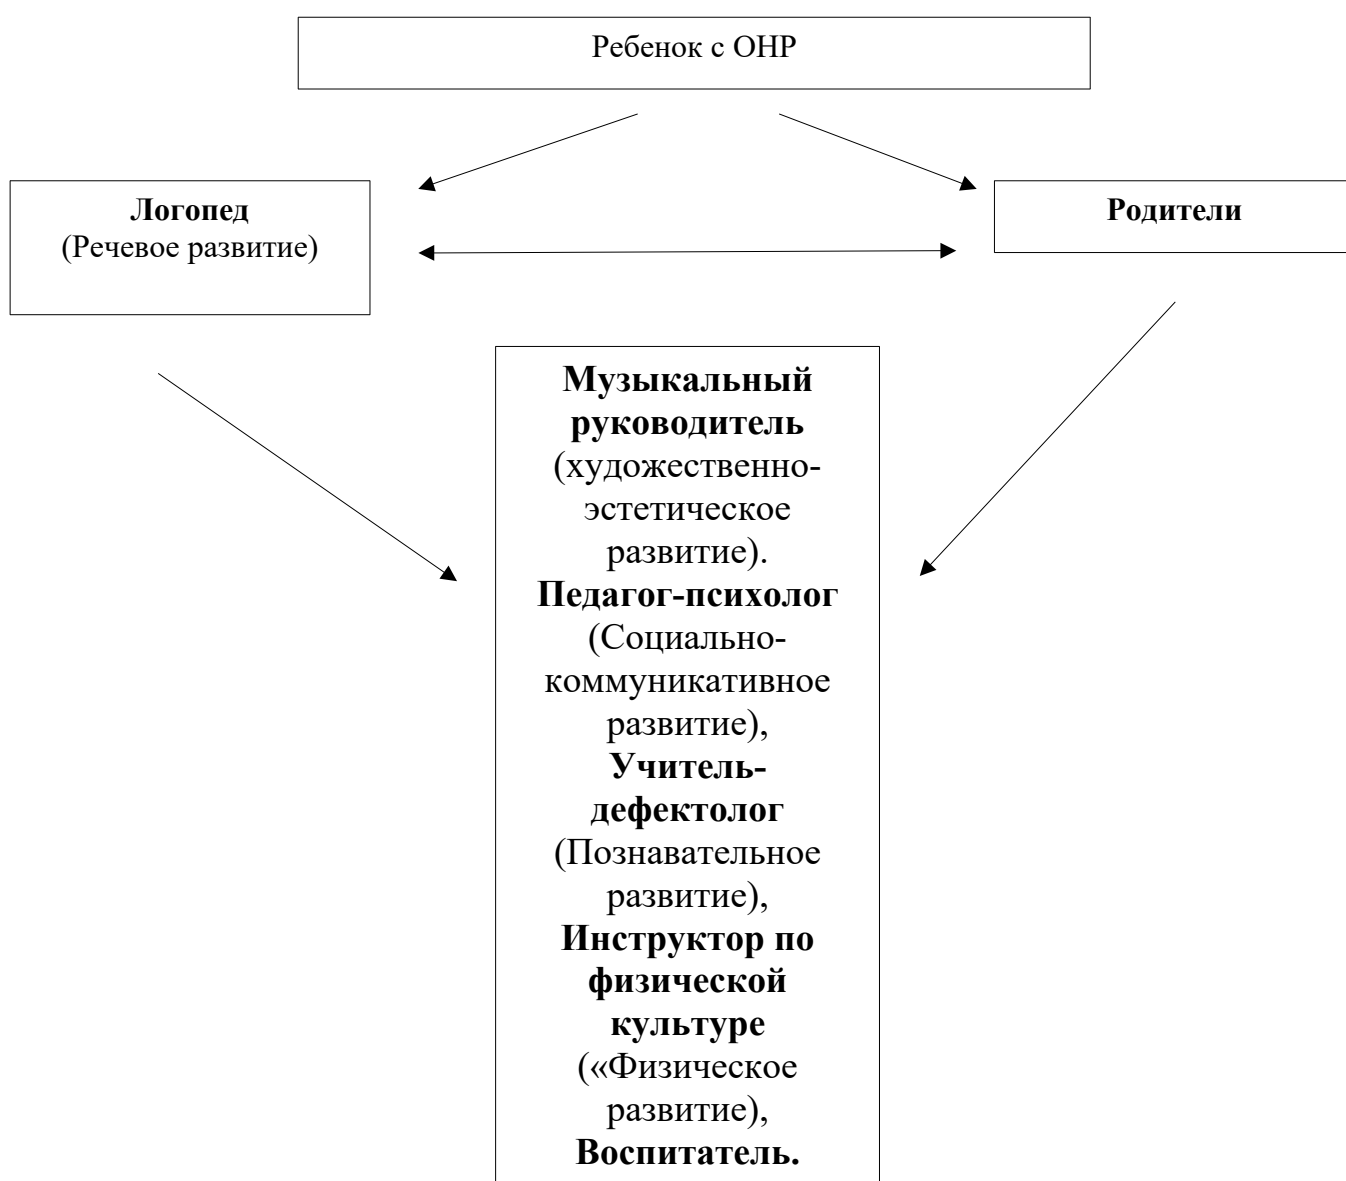 Ребенок с ОНР
Логопед
(Речевое развитие)
Родители
Музыкальный
руководитель
(художественно-
эстетическое
развитие).
Педагог-психолог
(Социально-
коммуникативное
развитие),
Учитель-
дефектолог
(Познавательное
развитие),
Инструктор по
физической
культуре
(«Физическое
развитие),
Воспитатель.